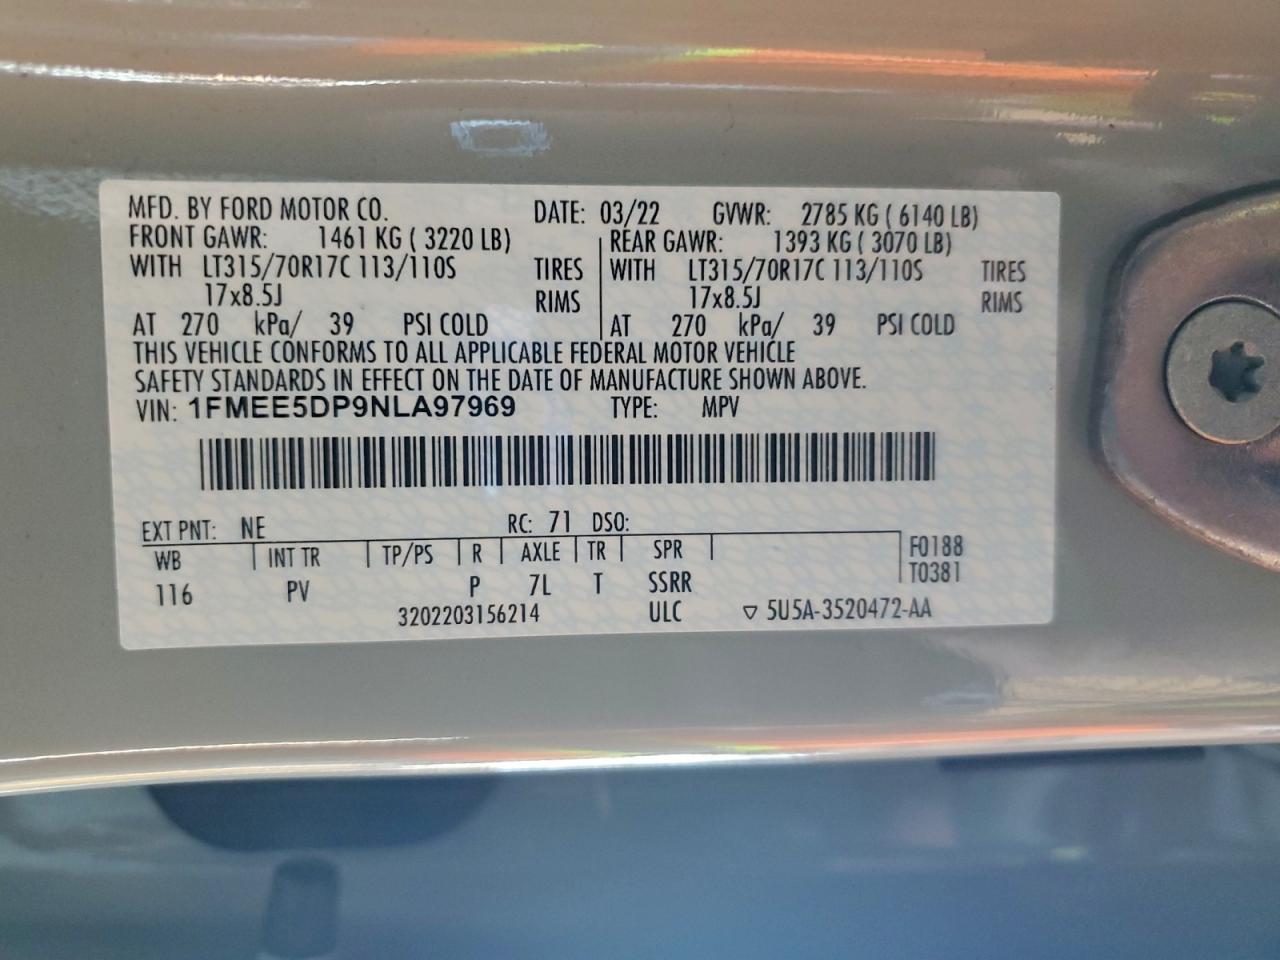 MFD. BY FORD MOTOR CO. DATE: 03/22 GVWR: 2785 KG ( 6140 LB)
FRONT GAWR: 1461 KG ( 3220 LB) REAR GAWR: 1393 KG ( 3070 LB)
WITH LT315/70R17C 113/110S TIRES WITH LT315/70R17C 113/110S TIRES
17x8.5J RIMS 17x8.5J RIMS
AT 270 kPa/ 39 PSI COLD AT 270 kPa/ 39 PSI COLD
THIS VEHICLE CONFORMS TO ALL APPLICABLE FEDERAL MOTOR VEHICLE
SAFETY STANDARDS IN EFFECT ON THE DATE OF MANUFACTURE SHOWN ABOVE.
VIN: 1FMEE5DP9NLA97969 TYPE: MPV
EXT PNT: NE RC: 71 DSO:
WB INT TR TP/PS R AXLE TR SPR F0188
116 PV P 7L T SSRR T0381
3202203156214 ULC ▽ 5U5A-3520472-AA